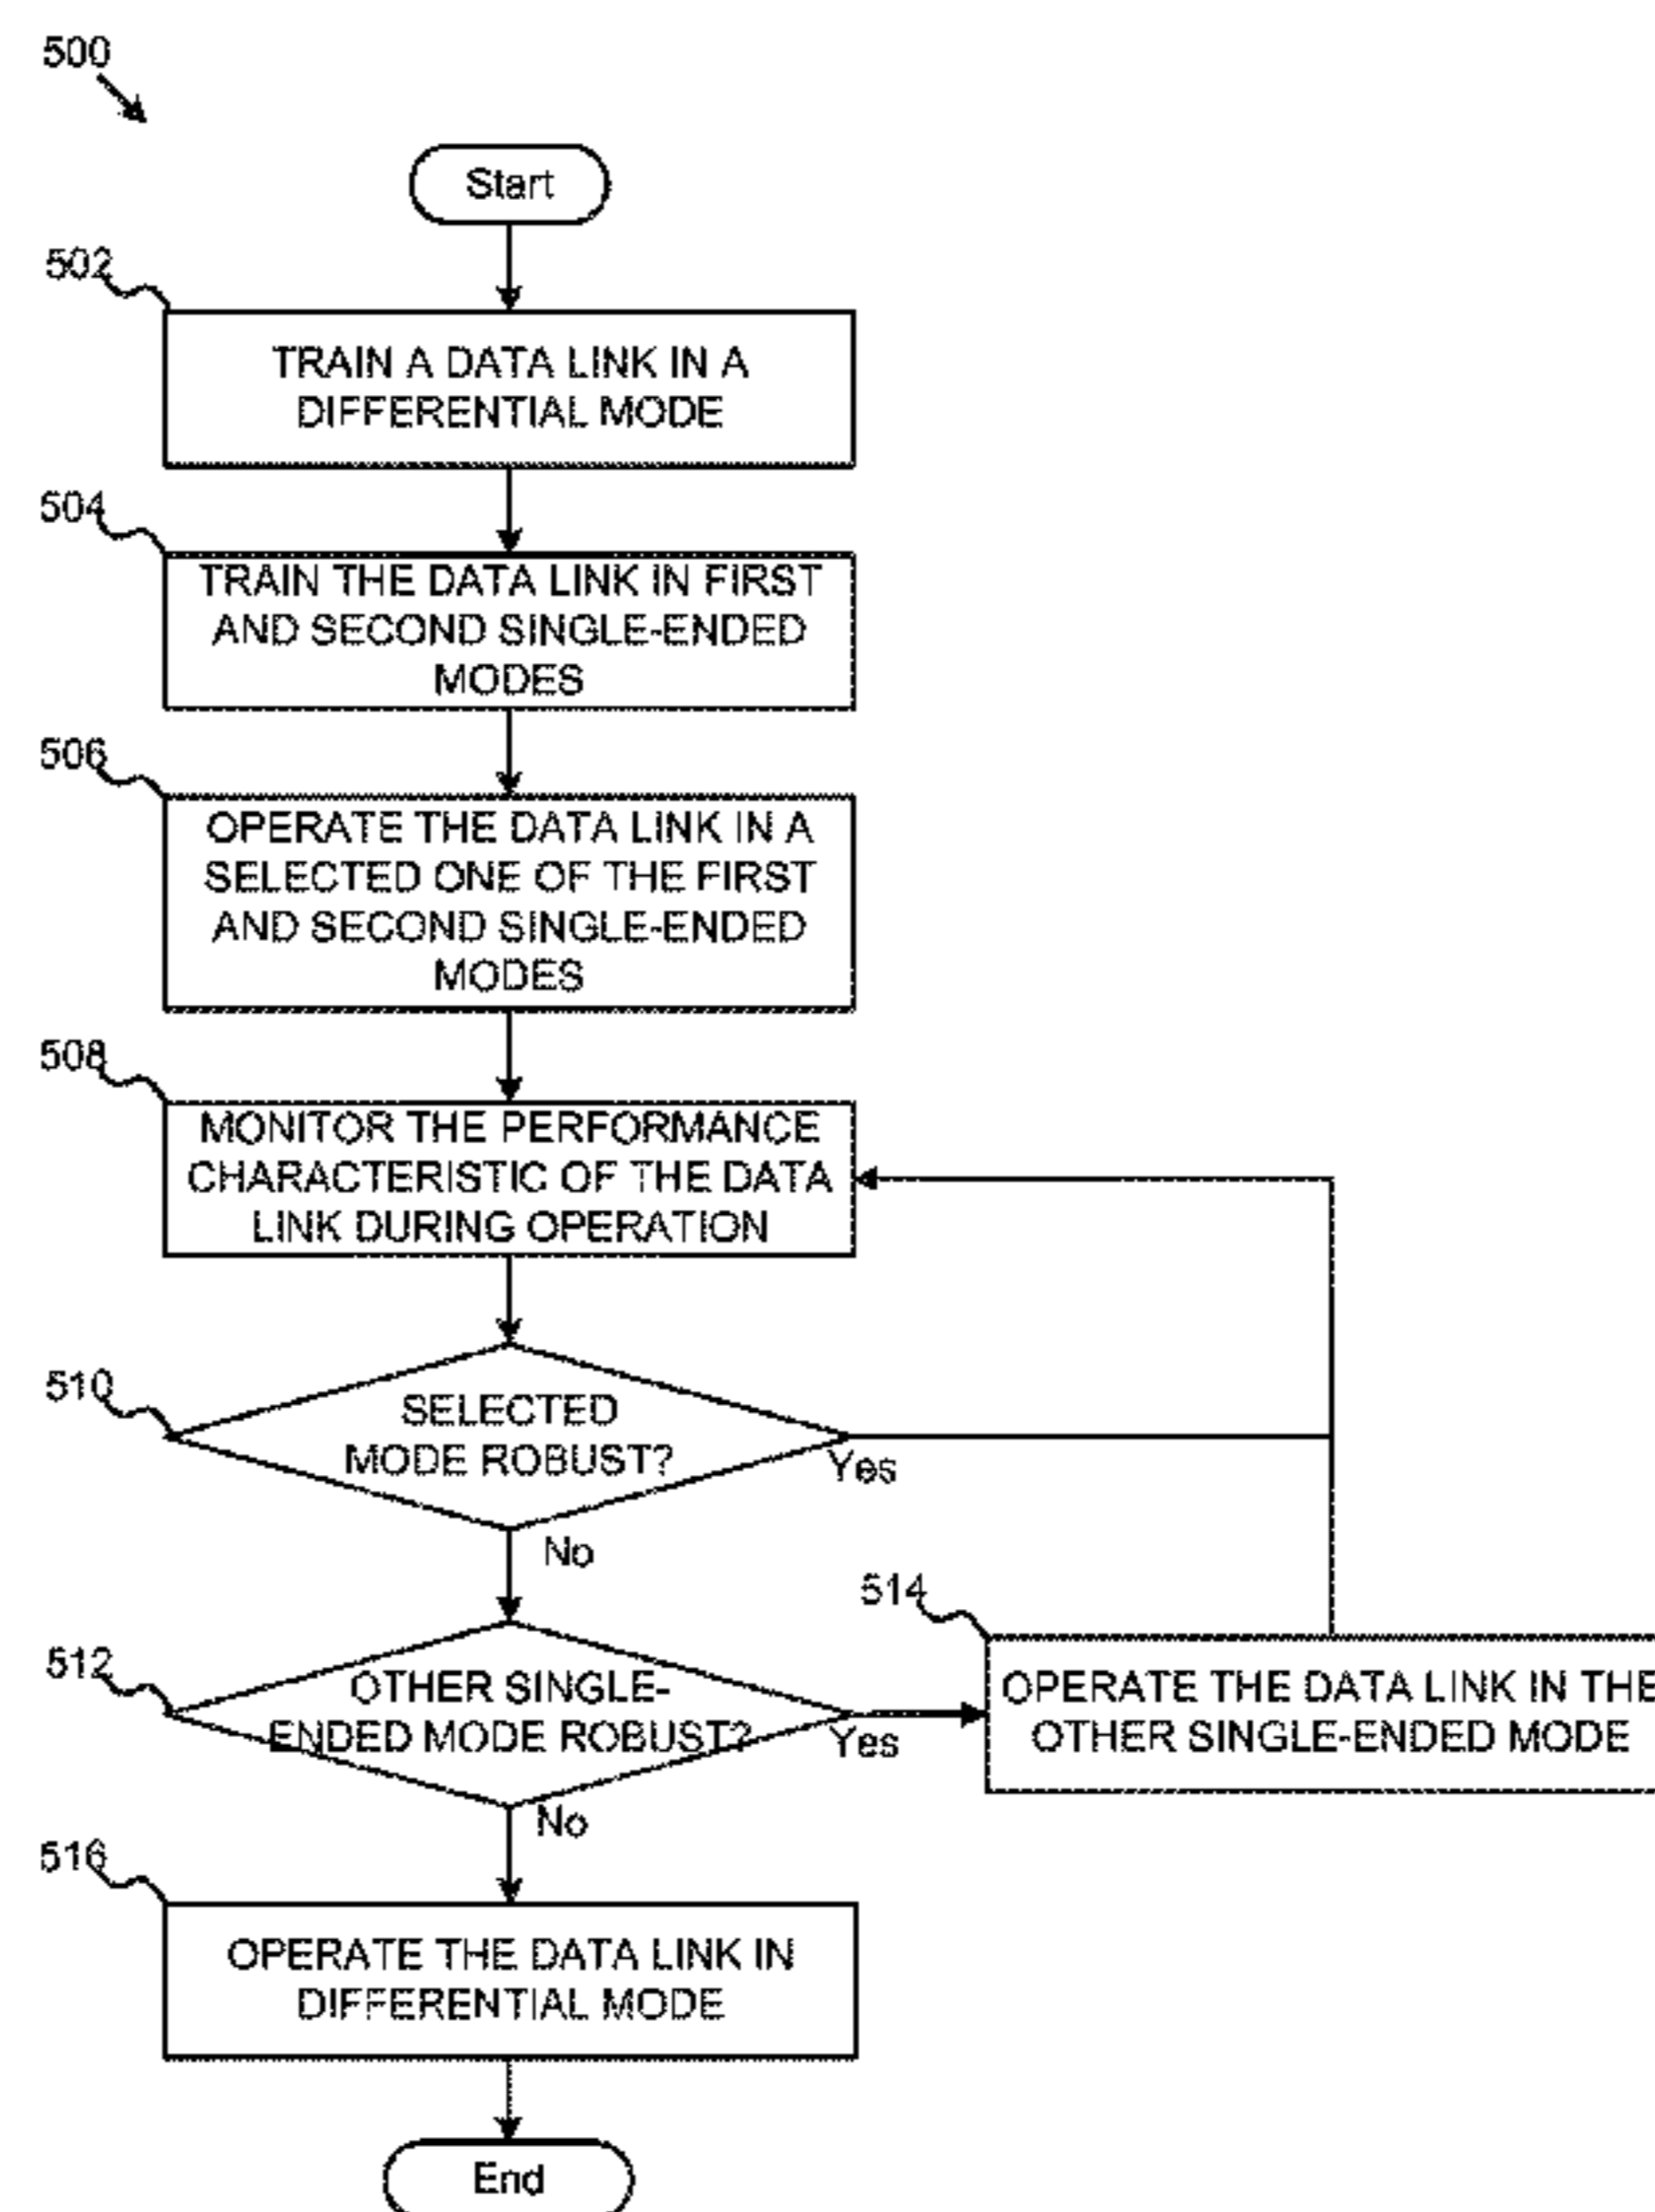 500
Start
502
TRAIN A DATA LINK IN A
DIFFERENTIAL MODE
504
TRAIN THE DATA LINK IN FIRST
AND SECOND SINGLE-ENDED
MODES
506
OPERATE THE DATA LINK IN A
SELECTED ONE OF THE FIRST
AND SECOND SINGLE-ENDED
MODES
508
MONITOR THE PERFORMANCE
CHARACTERISTIC OF THE DATA
LINK DURING OPERATION
510
SELECTED
MODE ROBUST?
Yes
No
512
OTHER SINGLE-
ENDED MODE ROBUST?
Yes
514
OPERATE THE DATA LINK IN THE
OTHER SINGLE-ENDED MODE
No
516
OPERATE THE DATA LINK IN
DIFFERENTIAL MODE
End